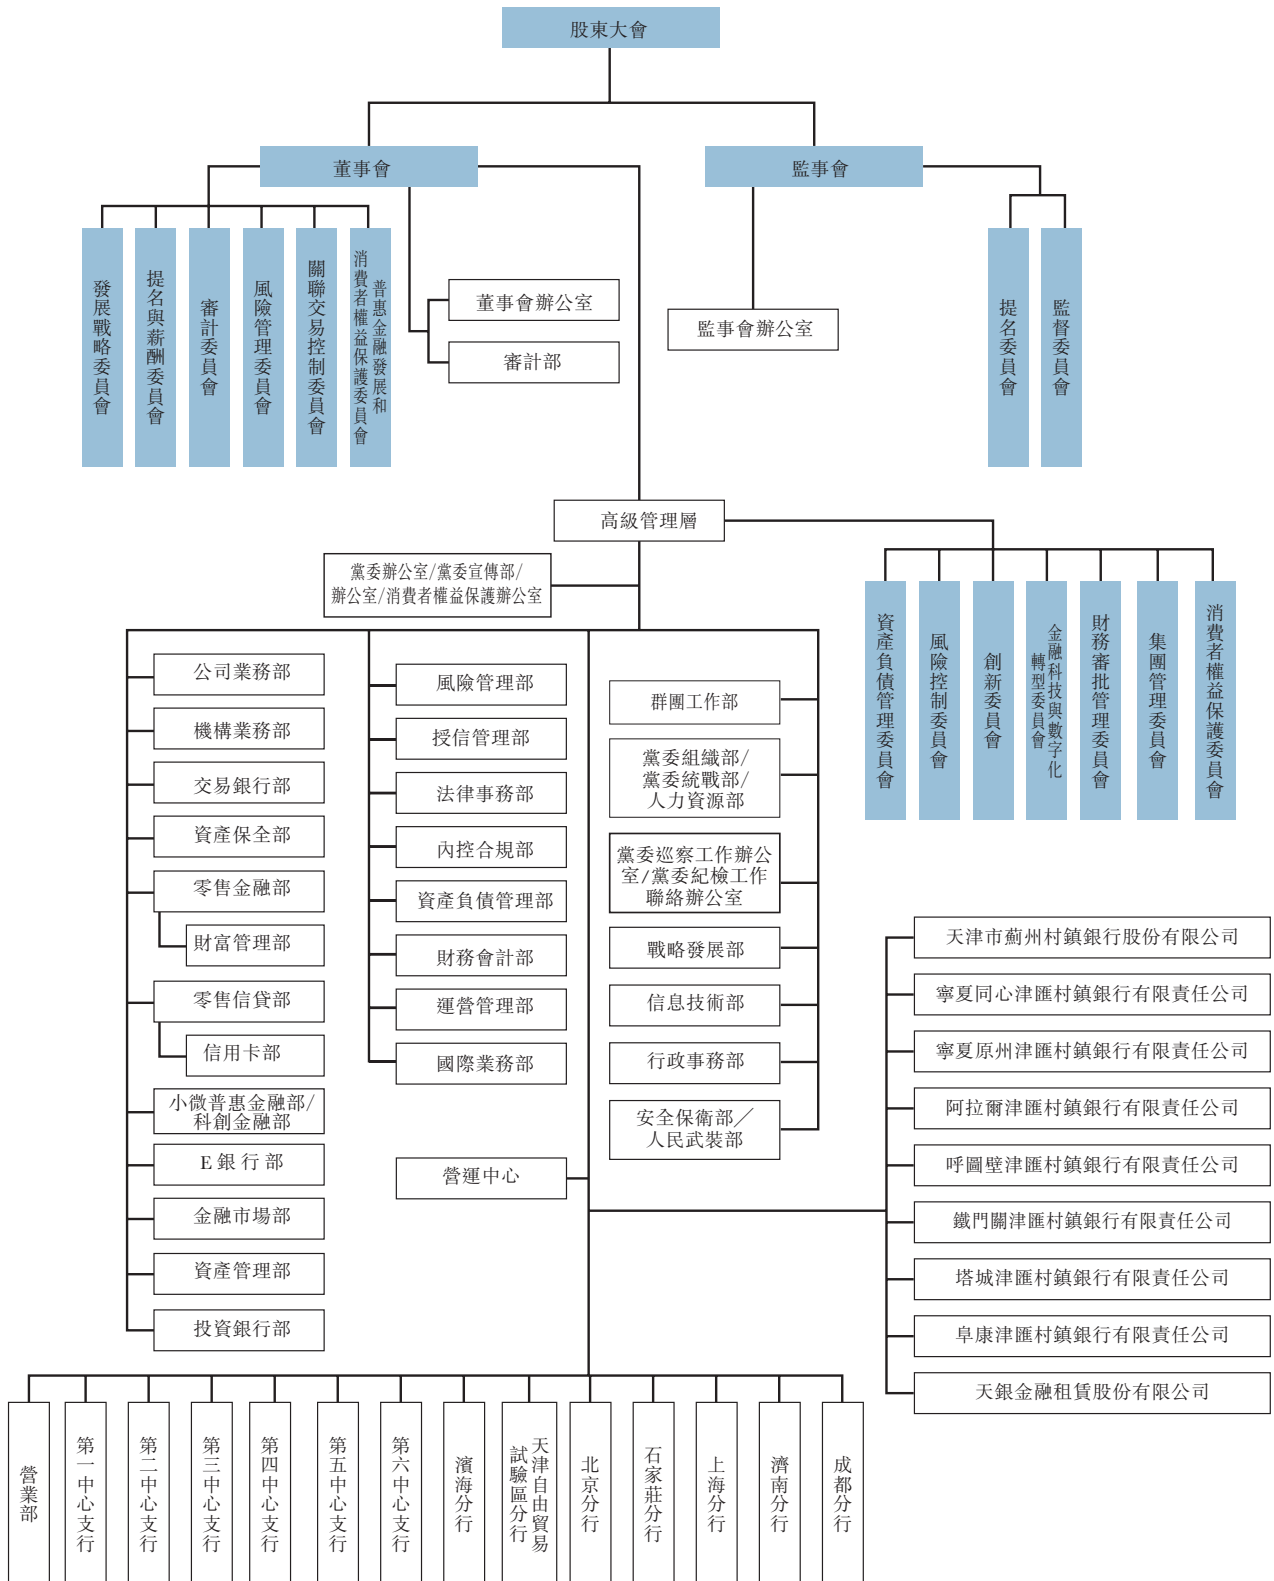 股東大會
董事會
監事會
發展戰略委員會
提名與薪酬委員會
審計委員會
風險管理委員會
關聯交易控制委員會
普惠金融發展和
消費者權益保護委員會
董事會辦公室
審計部
監事會辦公室
提名委員會
監督委員會
高級管理層
黨委辦公室/黨委宣傳部/
辦公室/消費者權益保護辦公室
資產負債管理委員會
風險控制委員會
創新委員會
金融科技與數字化
轉型委員會
財務審批管理委員會
集團管理委員會
消費者權益保護委員會
公司業務部
機構業務部
交易銀行部
資產保全部
零售金融部
財富管理部
零售信貸部
信用卡部
小微普惠金融部/
科創金融部
E銀行部
金融市場部
資產管理部
投資銀行部
風險管理部
授信管理部
法律事務部
內控合規部
資產負債管理部
財務會計部
運營管理部
國際業務部
營運中心
群團工作部
黨委組織部/
黨委統戰部/
人力資源部
黨委巡察工作辦公
室/黨委紀檢工作
聯絡辦公室
戰略發展部
信息技術部
行政事務部
安全保衛部／
人民武裝部
天津市薊州村鎮銀行股份有限公司
寧夏同心津匯村鎮銀行有限責任公司
寧夏原州津匯村鎮銀行有限責任公司
阿拉爾津匯村鎮銀行有限責任公司
呼圖壁津匯村鎮銀行有限責任公司
鐵門關津匯村鎮銀行有限責任公司
塔城津匯村鎮銀行有限責任公司
阜康津匯村鎮銀行有限責任公司
天銀金融租賃股份有限公司
營業部
第一中心支行
第二中心支行
第三中心支行
第四中心支行
第五中心支行
第六中心支行
濱海分行
天津自由貿易
試驗區分行
北京分行
石家莊分行
上海分行
濟南分行
成都分行